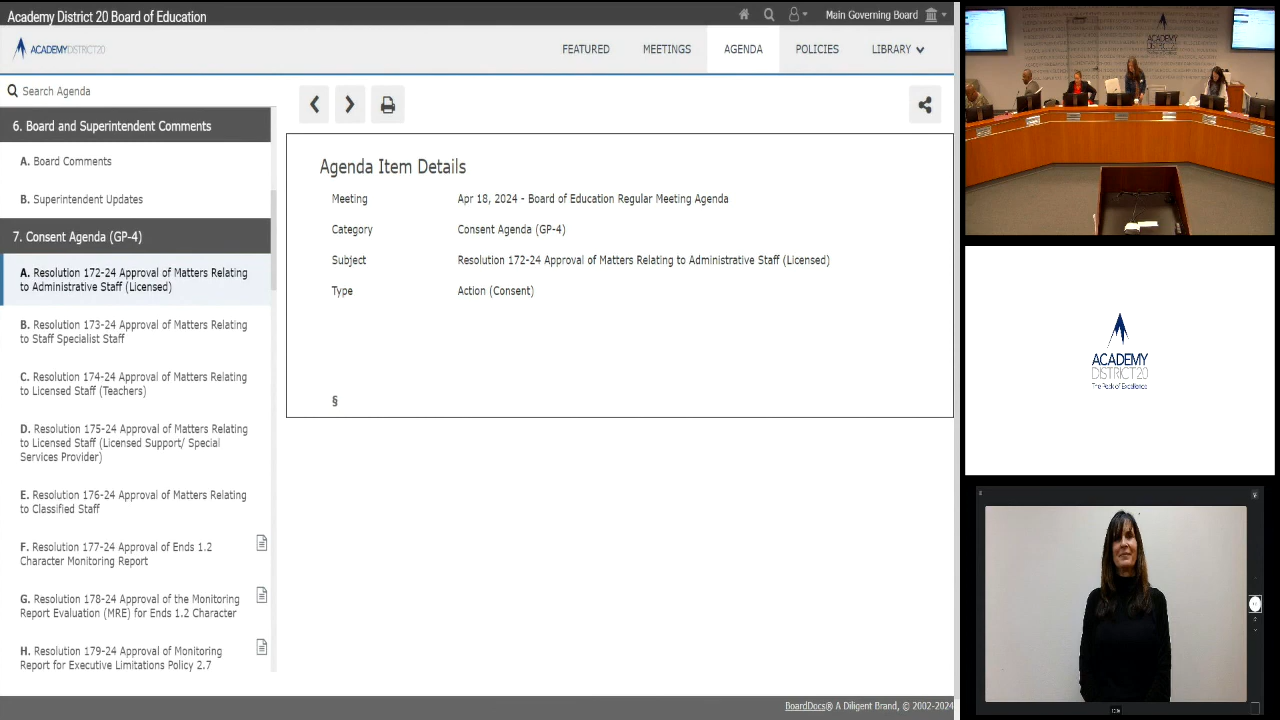 Academy District 20 Board of Education
Main Governing Board
ACADEMYDISTRICT20
FEATURED
MEETINGS
AGENDA
POLICIES
LIBRARY
Search Agenda
6. Board and Superintendent Comments
A. Board Comments
B. Superintendent Updates
7. Consent Agenda (GP-4)
A. Resolution 172-24 Approval of Matters Relating
to Administrative Staff (Licensed)
B. Resolution 173-24 Approval of Matters Relating
to Staff Specialist Staff
C. Resolution 174-24 Approval of Matters Relating
to Licensed Staff (Teachers)
D. Resolution 175-24 Approval of Matters Relating
to Licensed Staff (Licensed Support/ Special
Services Provider)
E. Resolution 176-24 Approval of Matters Relating
to Classified Staff
F. Resolution 177-24 Approval of Ends 1.2
Character Monitoring Report
G. Resolution 178-24 Approval of the Monitoring
Report Evaluation (MRE) for Ends 1.2 Character
H. Resolution 179-24 Approval of Monitoring
Report for Executive Limitations Policy 2.7
Agenda Item Details
Meeting
Apr 18, 2024 - Board of Education Regular Meeting Agenda
Category
Consent Agenda (GP-4)
Subject
Resolution 172-24 Approval of Matters Relating to Administrative Staff (Licensed)
Type
Action (Consent)
§
BoardDocs® A Diligent Brand, © 2002-2024
ACADEMY
DISTRICT20
The Peak of Excellence